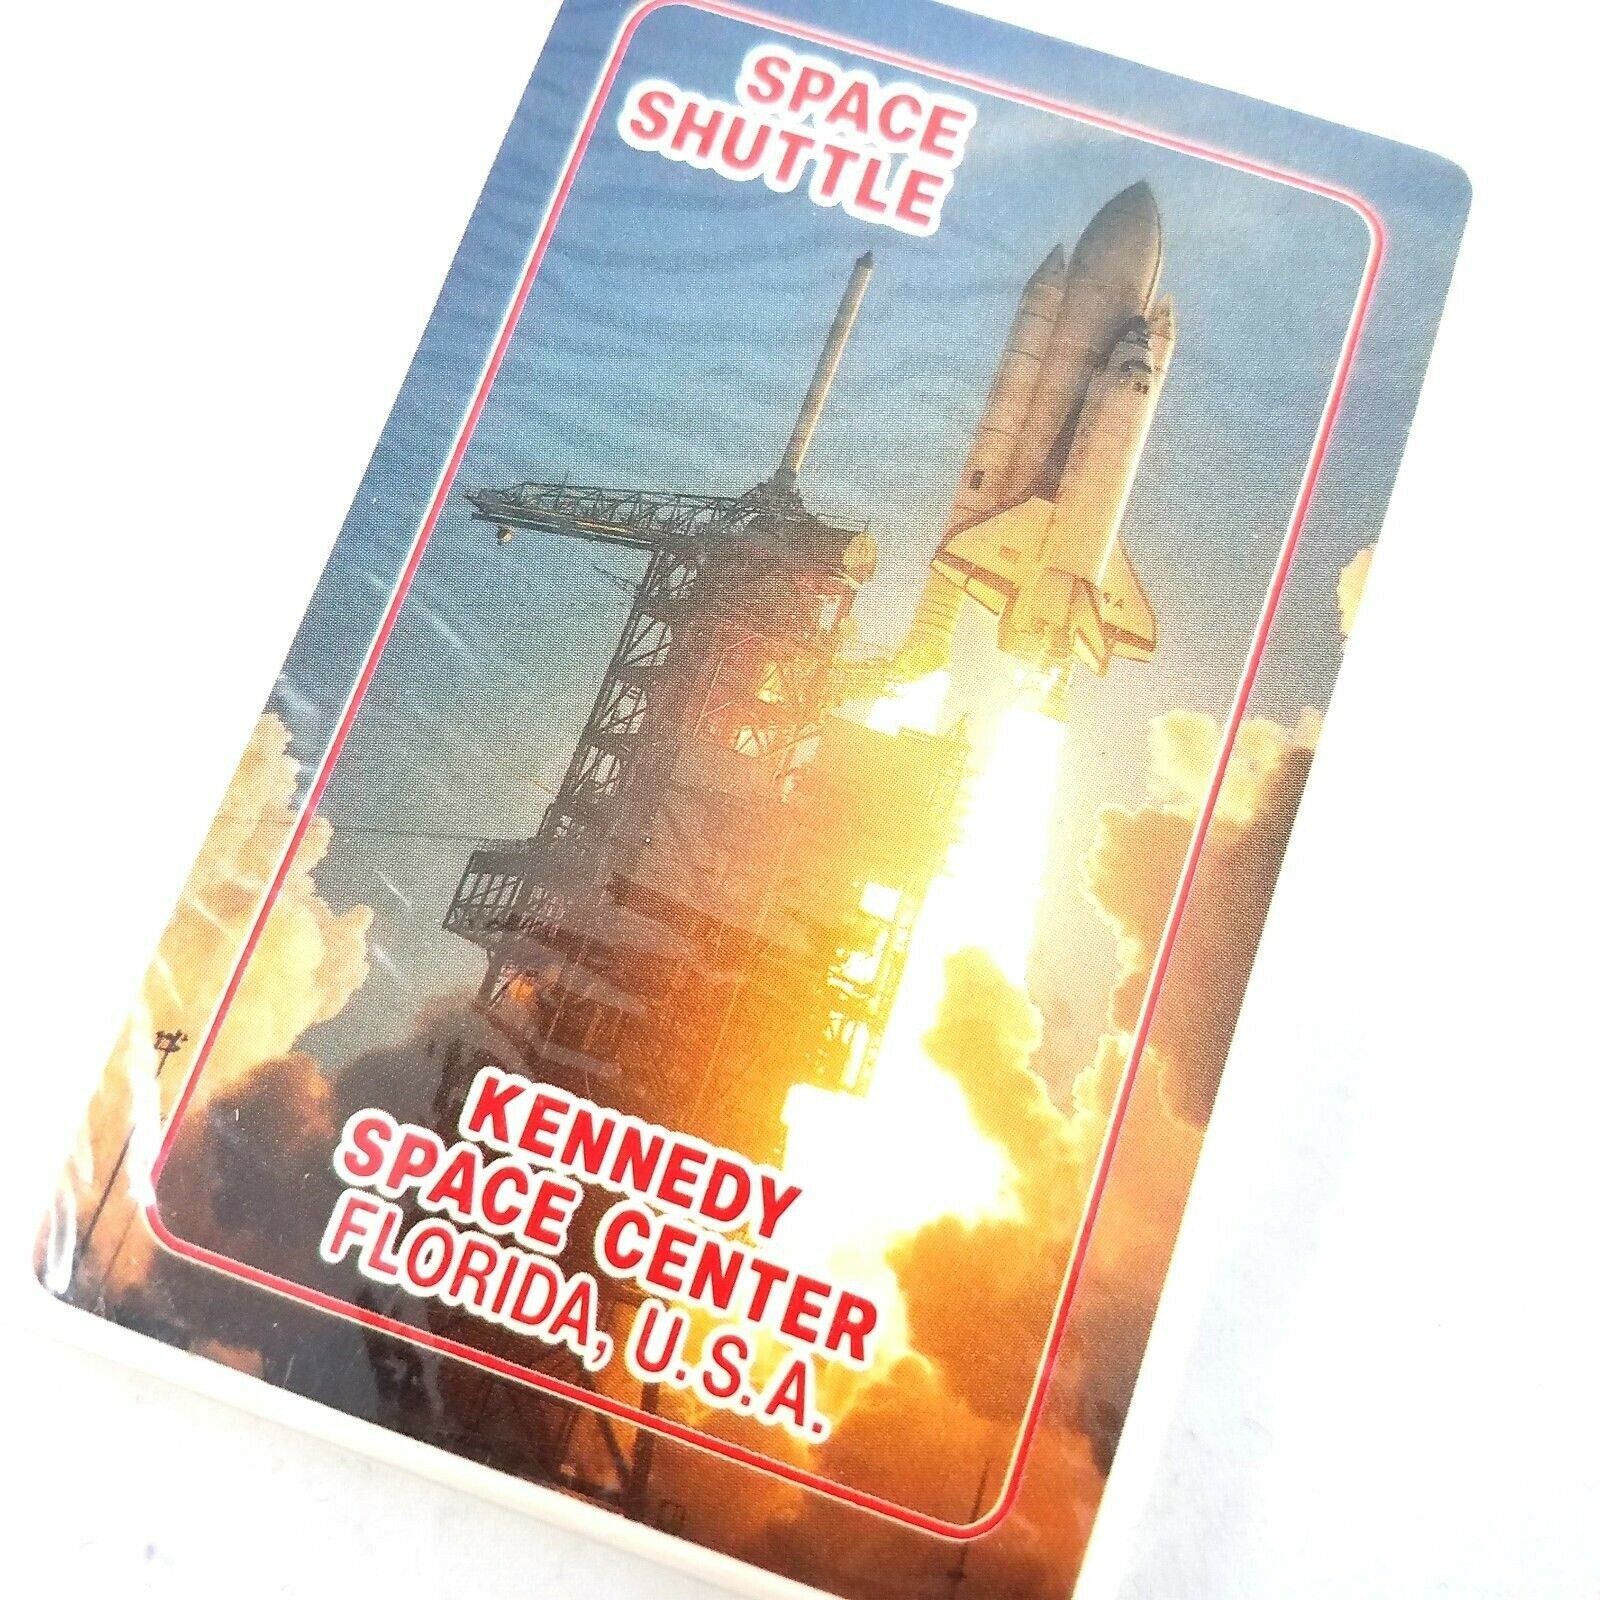 SPACE
SHUTTLE
KENNEDY
SPACE CENTER
FLORIDA, U.S.A.